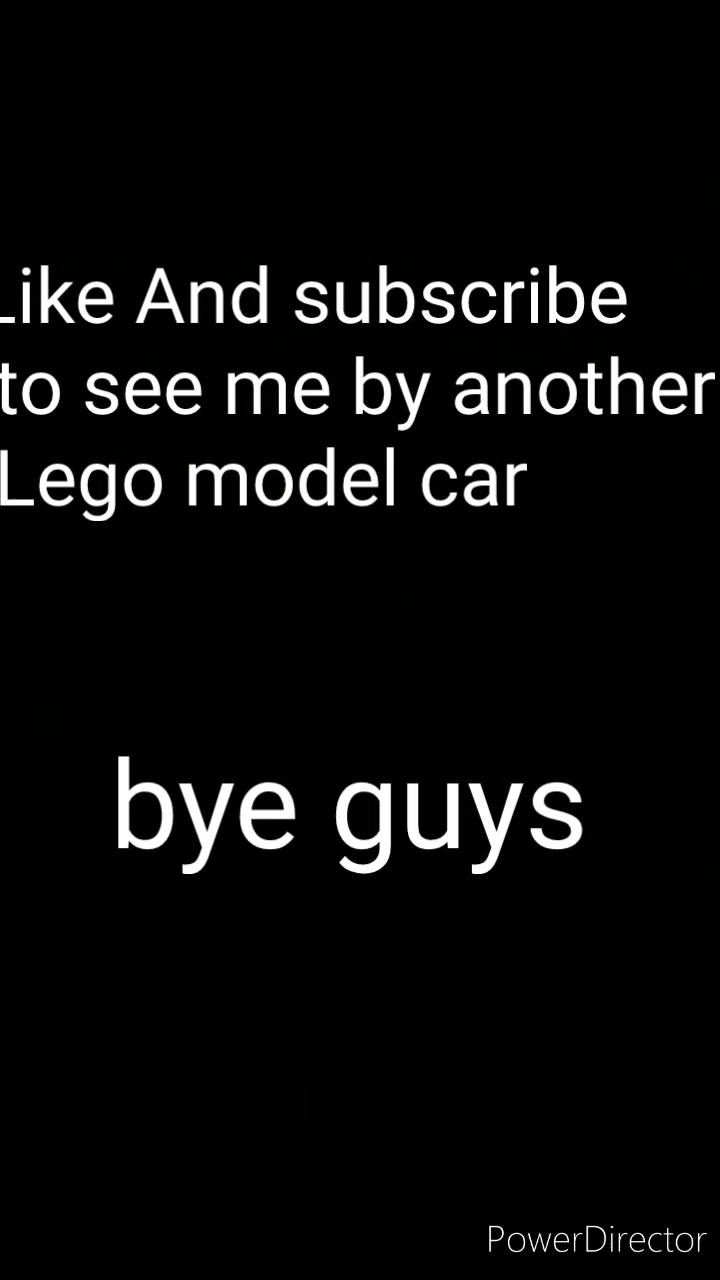 Like And subscribe
to see me by another
Lego model car
bye guys
PowerDirector